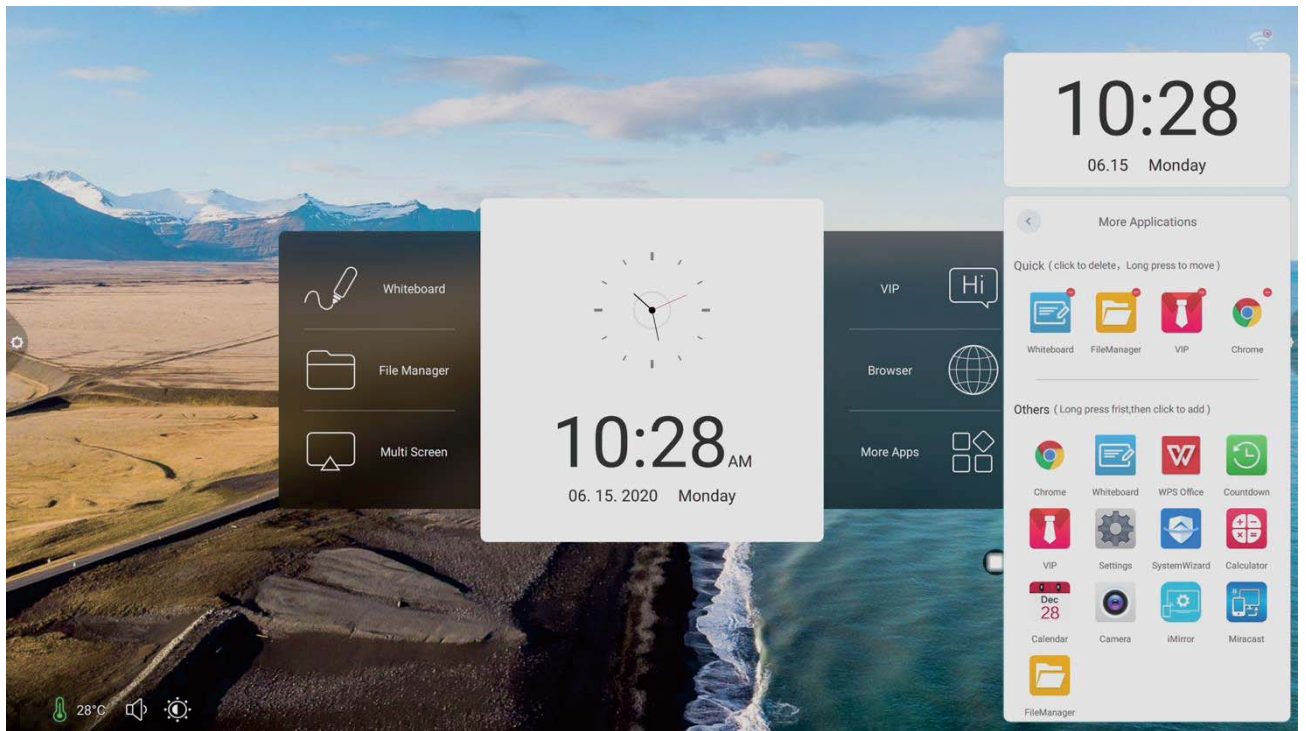 10:28
06.15 Monday
More Applications
Quick ( click to delete， Long press to move )
Whiteboard FileManager VIP Chrome
Others ( Long press frist,then click to add )
Chrome Whiteboard WPS Office Countdown
VIP Settings SystemWizard Calculator
Dec
28
Calendar Camera iMirror Miracast
FileManager
Whiteboard
File Manager
Multi Screen
10:28 AM
06. 15. 2020 Monday
VIP
Hi
Browser
More Apps
28°C